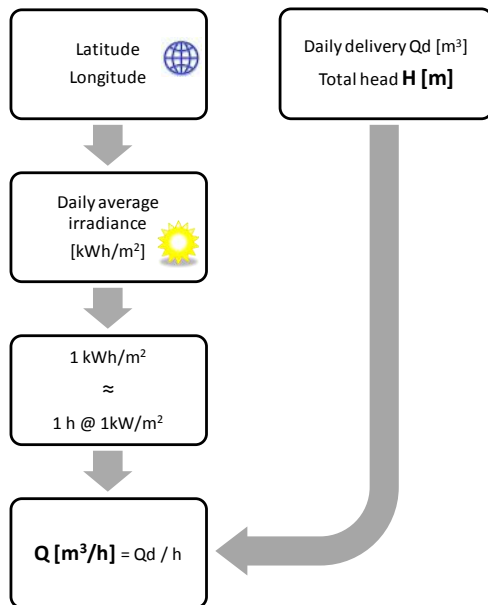 Latitude
Longitude
Daily delivery Qd [m³]
Total head H [m]
Daily average
irradiance
[kWh/m²]
1 kWh/m²
≈
1 h @ 1kW/m²
Q [m³/h] = Qd / h